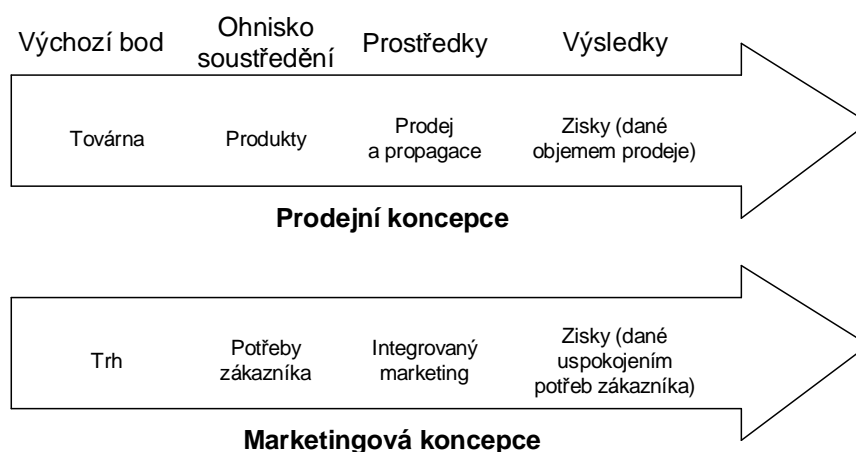 Výchozí bod
Ohnisko
soustředění
Prostředky
Výsledky
Továrna
Produkty
Prodej
a propagace
Zisky (dané
objemem prodeje)
Prodejní koncepce
Trh
Potřeby
zákazníka
Integrovaný
marketing
Zisky (dané
uspokojením
potřeb zákazníka)
Marketingová koncepce